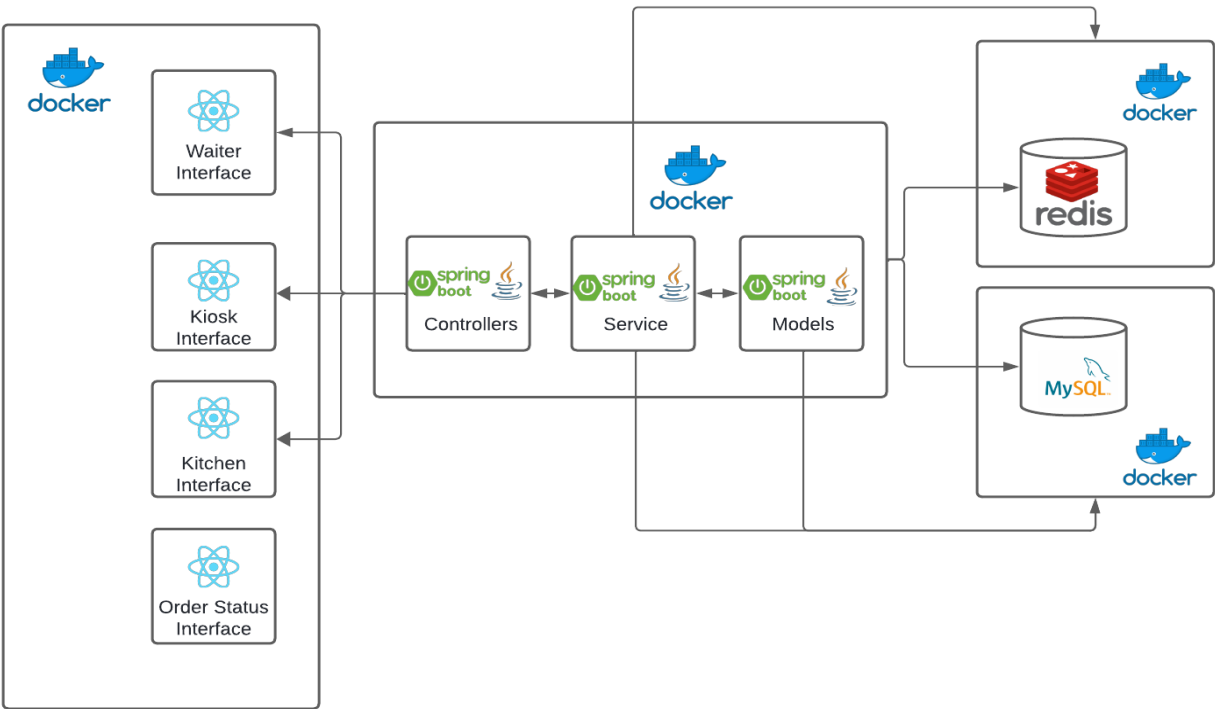 docker
Waiter
Interface
Kiosk
Interface
Kitchen
Interface
Order Status
Interface
docker
spring
boot
Controllers
spring
boot
Service
spring
boot
Models
docker
redis
MySQL
docker